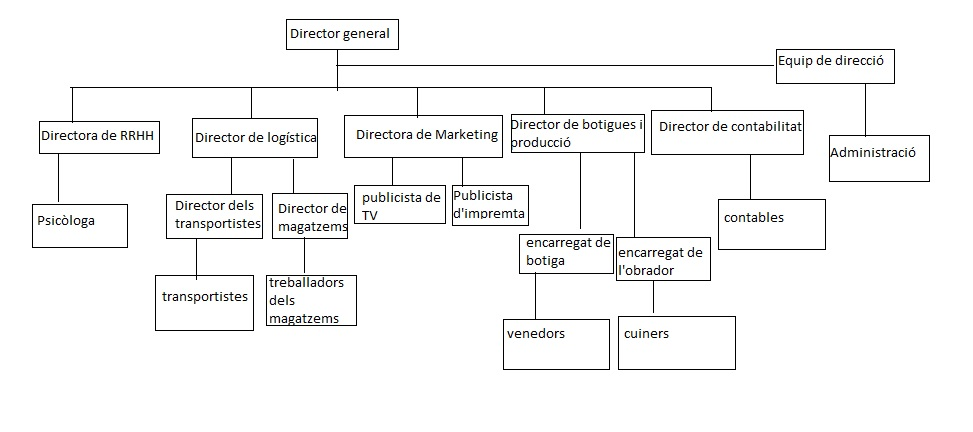 Director general
Equip de direcció
Directora de RRHH
Director de logística
Directora de Marketing
Director de botigues i
producció
Director de contabilitat
Administració
Psicòloga
Director dels
transportistes
Director de
magatzems
publicista de
TV
Publicista
d'impremta
encarregat de
botiga
encarregat de
l'obrador
contables
transportistes
treballadors
dels
magatzems
venedors
cuiners